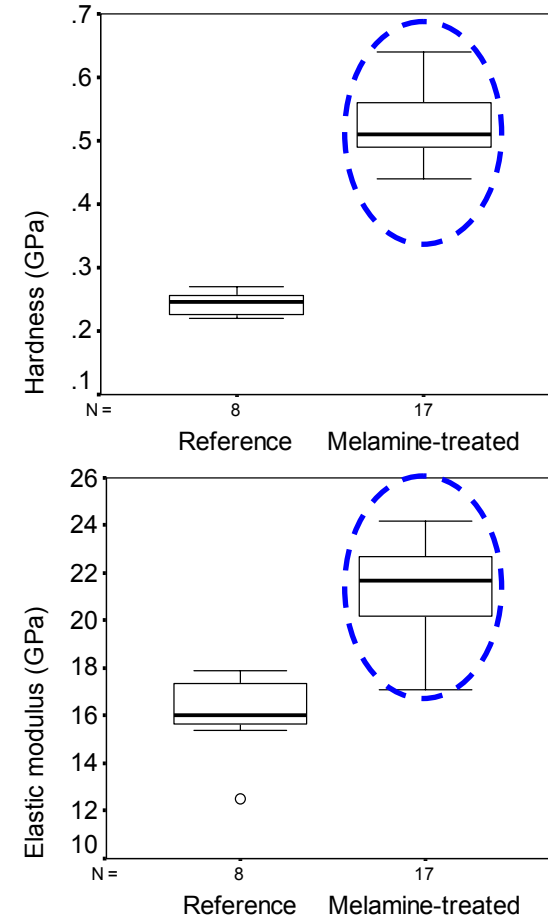 .7
.6
.5
.4
.3
.2
.1
Hardness (GPa)
N = 8 17
Reference Melamine-treated
26
24
22
20
18
16
14
12
10
Elastic modulus (GPa)
N = 8 17
Reference Melamine-treated